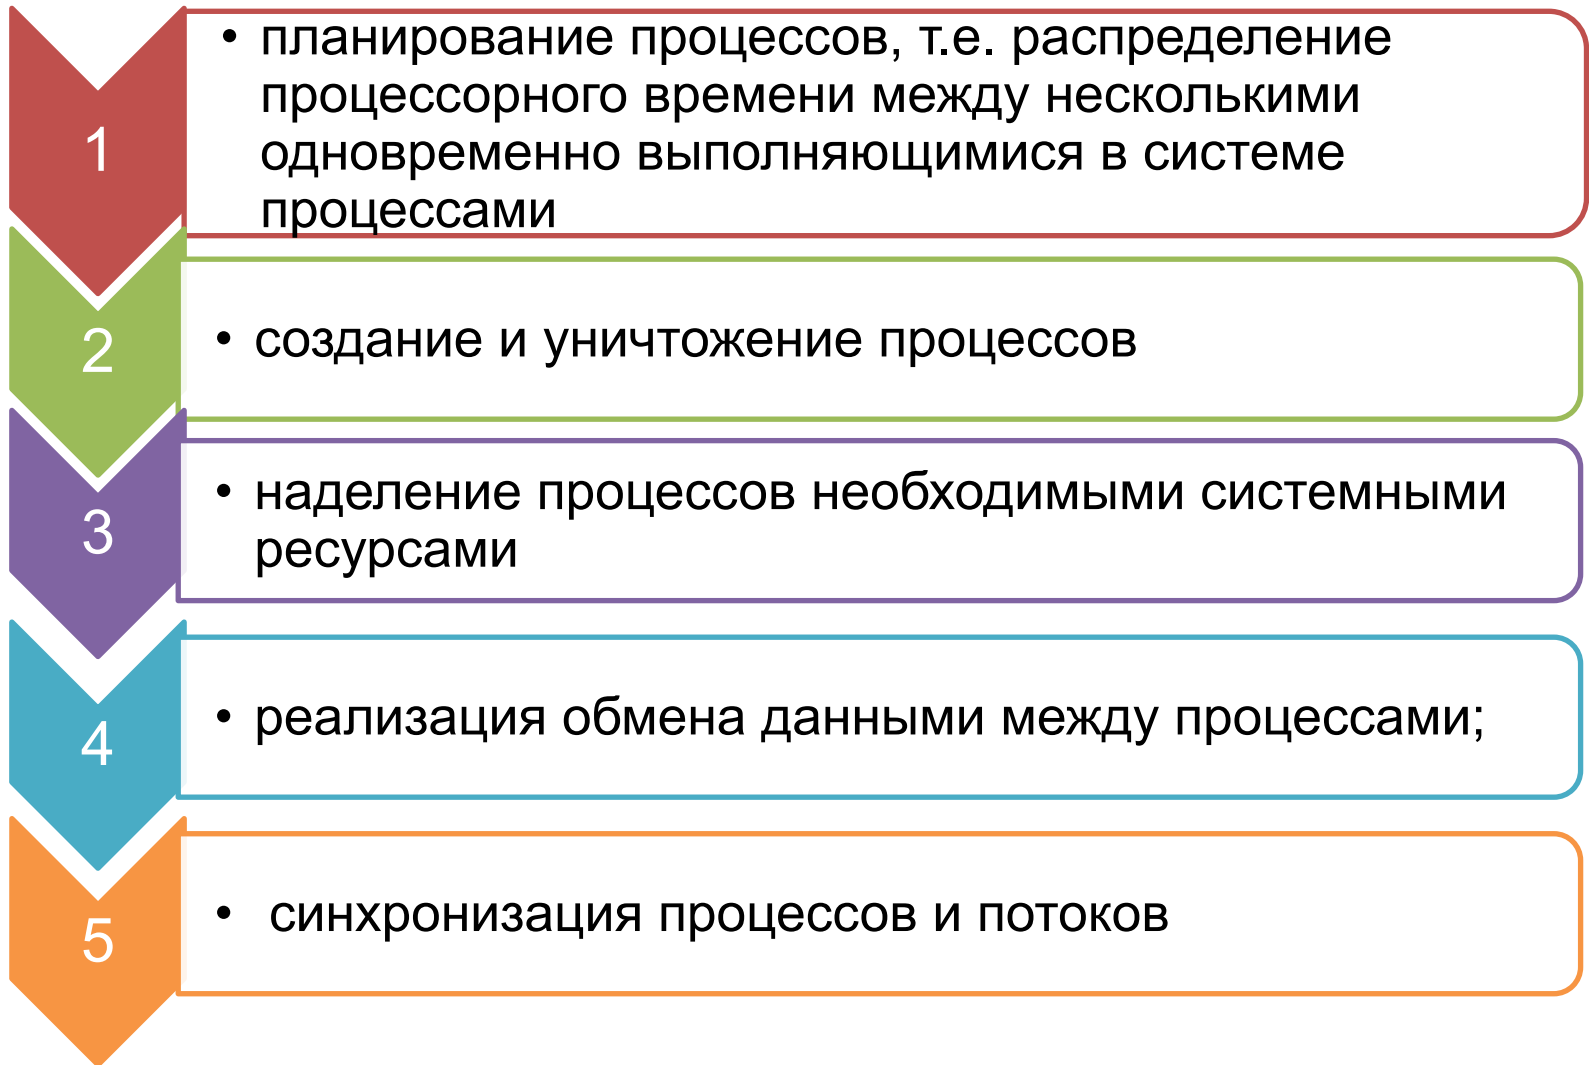 1
• планирование процессов, т.е. распределение
процессорного времени между несколькими
одновременно выполняющимися в системе
процессами
2
• создание и уничтожение процессов
3
• наделение процессов необходимыми системными
ресурсами
4
• реализация обмена данными между процессами;
5
• синхронизация процессов и потоков